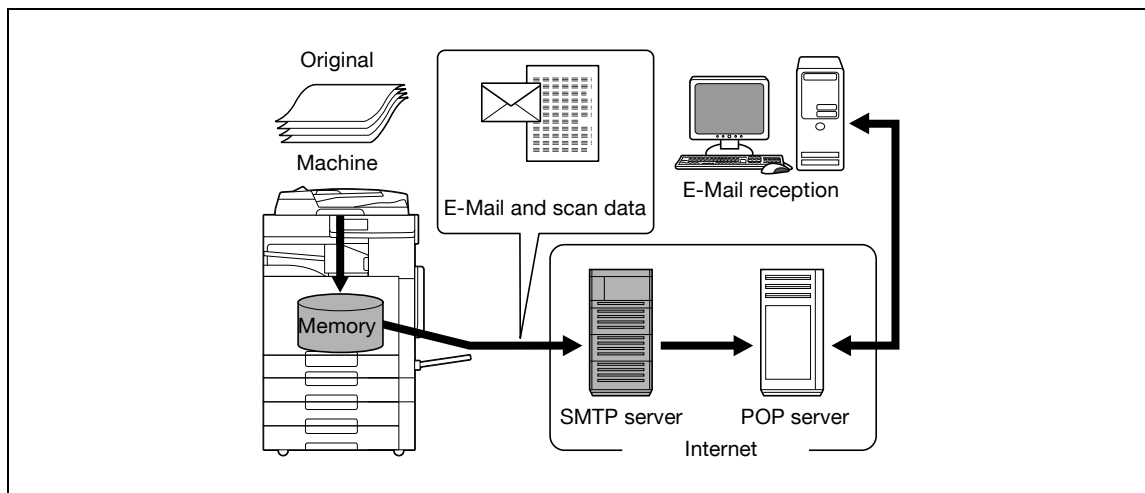 Original
Machine
Memory
E-Mail and scan data
E-Mail reception
SMTP server
POP server
Internet